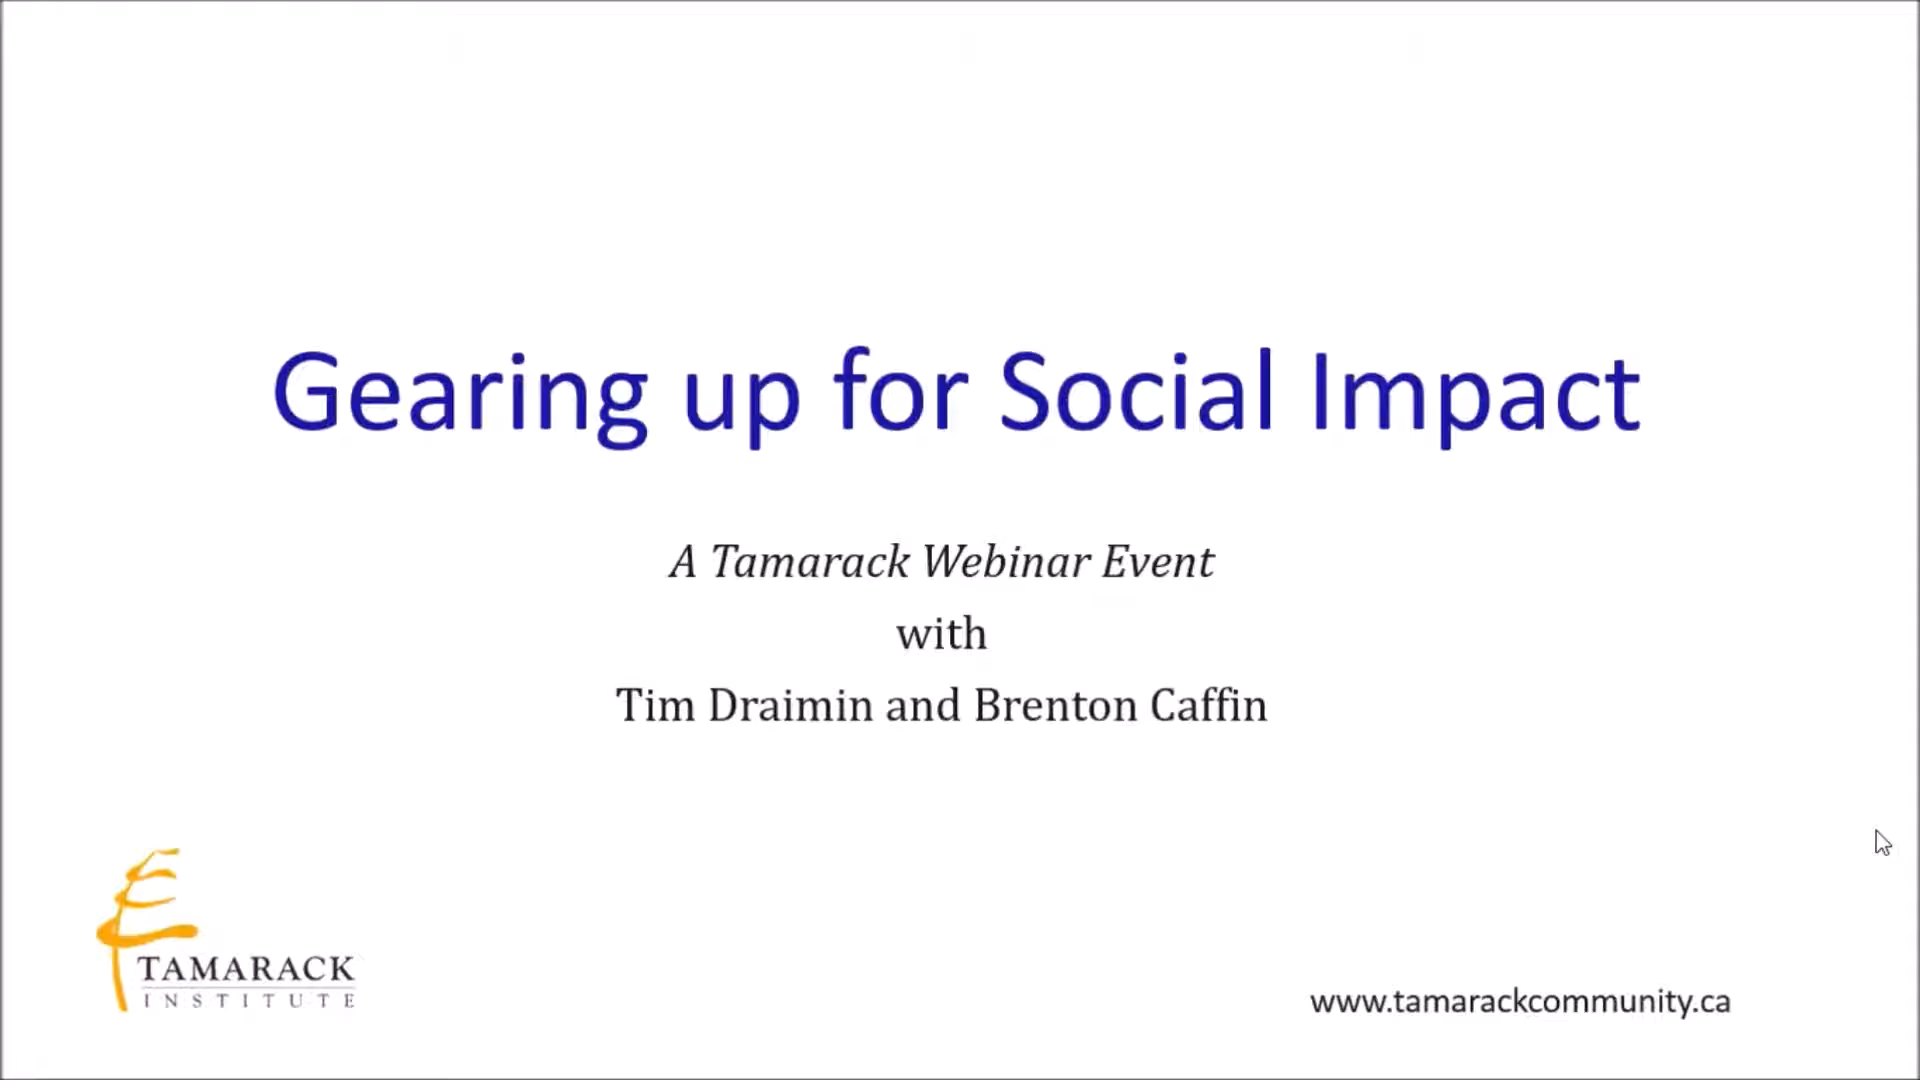 Gearing up for Social Impact
A Tamarack Webinar Event
with
Tim Draimin and Brenton Caffin
TAMARACK
INSTITUTE
www.tamarackcommunity.ca